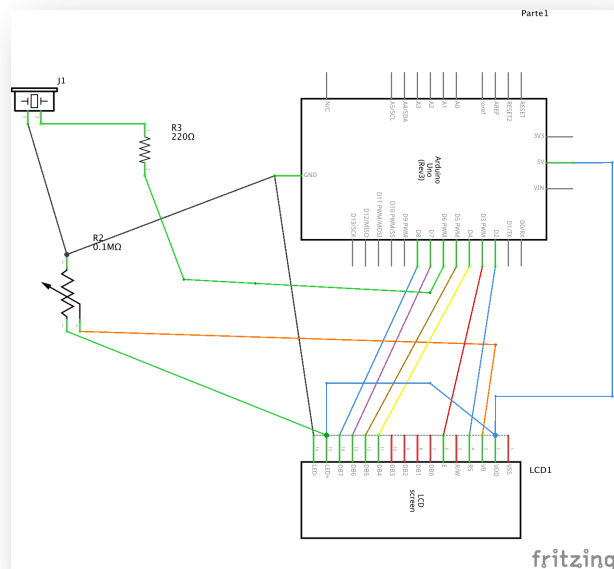 Parte1
J1
R3
220Ω
N/C
A5/SCL
A4/SDA
A3
A2
A1
A0
ioref
AREF
RESET2
RESET
3V3
5V
VIN
GND
Arduino
Uno
(Rev3)
D13/SCK
D12/MISO
D11 PWM/MOSI
D10 PWM/SS
D9 PWM
D8
D7
D6 PWM
D5 PWM
D4
D3 PWM
D2
D1/TX
D0/RX
R2
0.1MΩ
LED-
LED+
DB7
DB6
DB5
DB4
DB3
DB2
DB1
DB0
E
R/W
RS
V0
VDD
VSS
LCD1
LCD
screen
fritzing